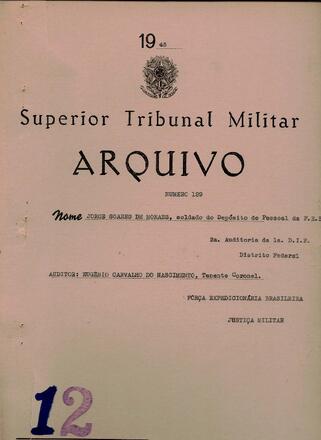 19 45
Superior Tribunal Militar
ARQUIVO
NUMERO 129
Nome JORGE SOARES DE MORAES, soldado do Depósito de Pessoal da F.E.
2a. Auditoria da 1a. D.I.E.
Distrito Federal
AUDITOR: EUGÊNIO CARVALHO DO NASCIMENTO, Tenente Coronel.
FÔRÇA EXPEDICIONÁRIA BRASILEIRA
JUSTIÇA MILITAR
12